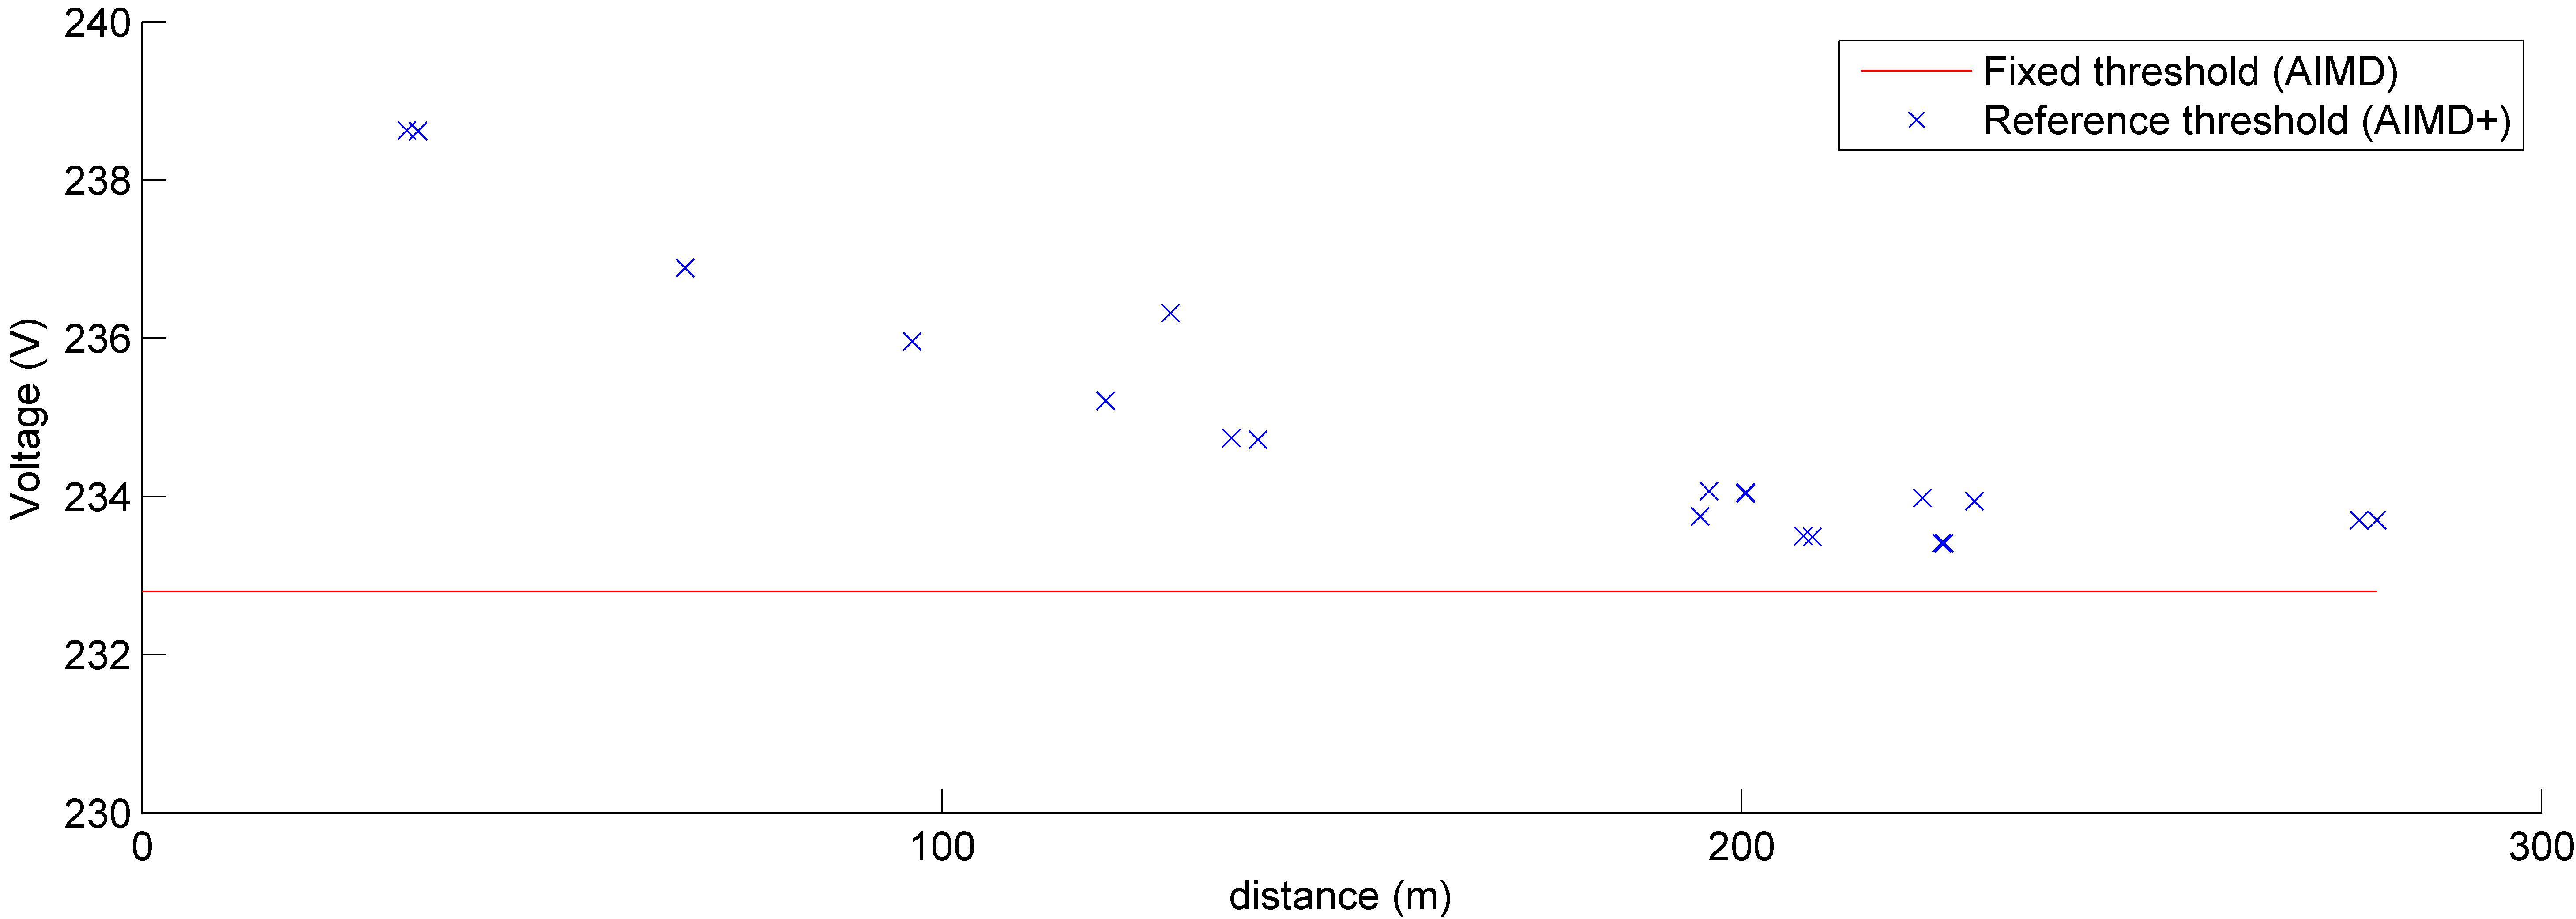 240
238
236
234
232
230
0
100
200
300
Voltage (V)
distance (m)
Fixed threshold (AIMD)
Reference threshold (AIMD+)